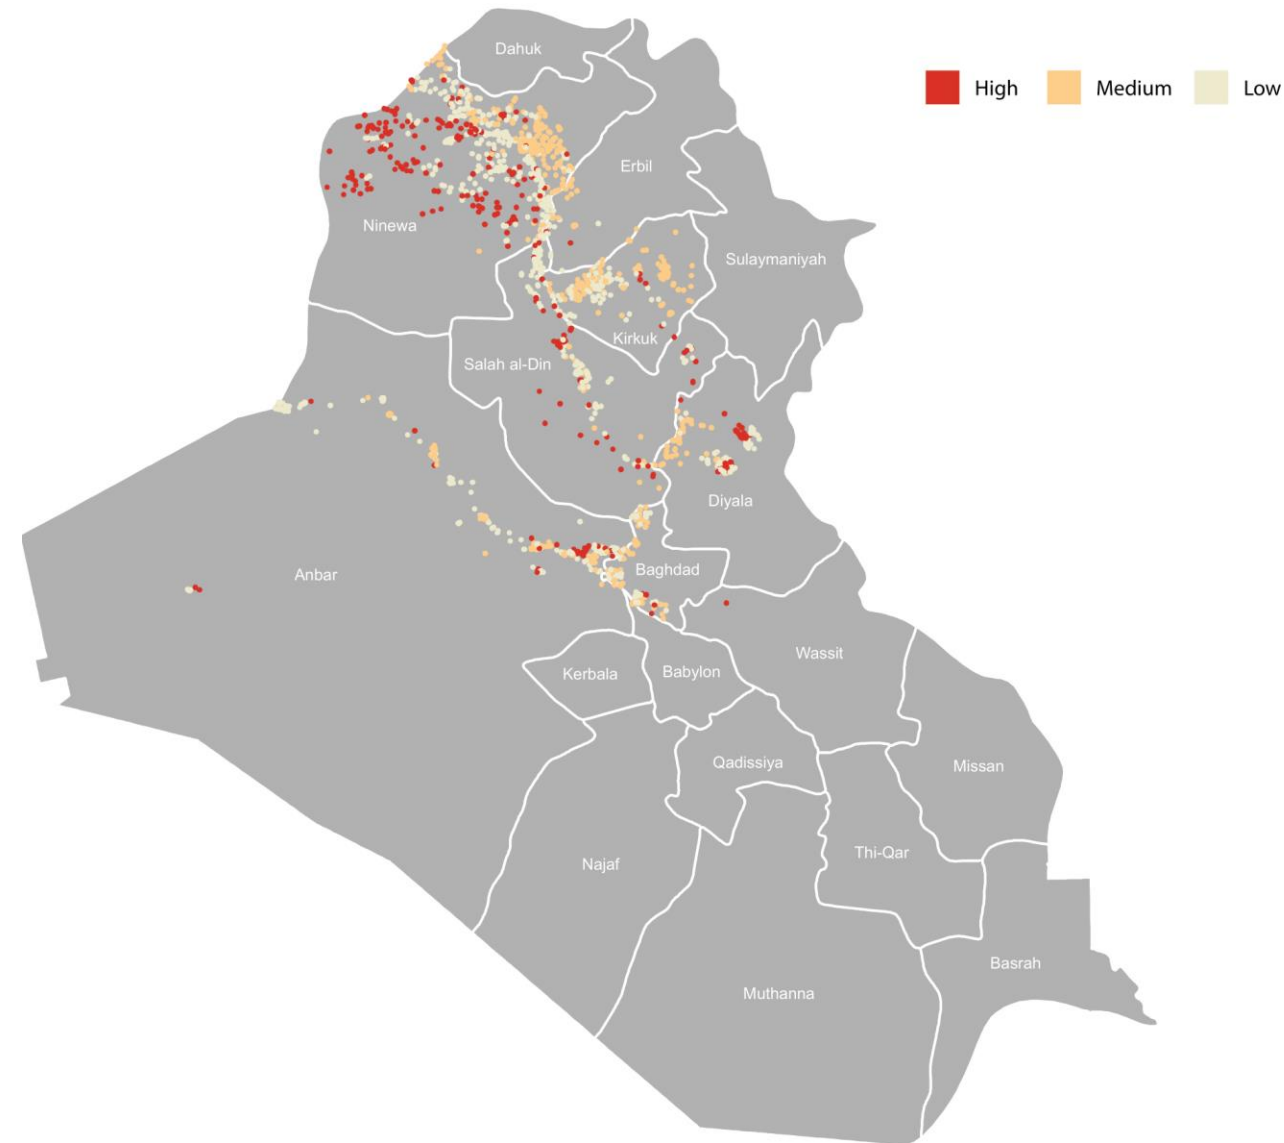 Dahuk
High
Medium
Low
Erbil
Ninewa
Sulaymaniyah
Kirkuk
Salah al-Din
Diyala
Anbar
Baghdad
Wassit
Kerbala
Babylon
Qadissiya
Missan
Thi-Qar
Najaf
Basrah
Muthanna